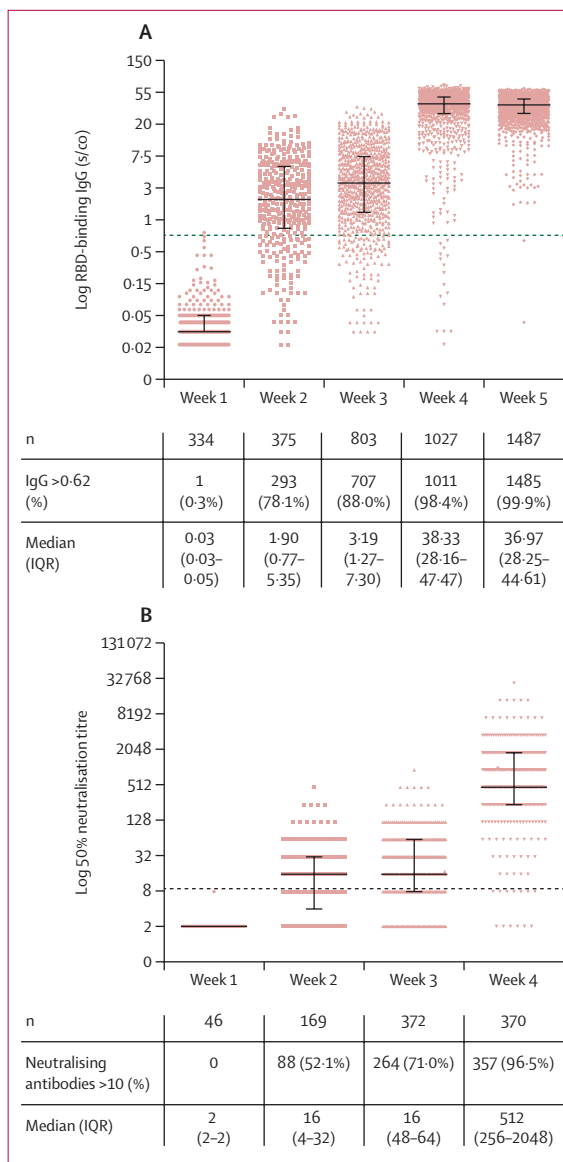 A
150
55
20
7·5
3
1
0·5
0·15
0·05
0·02
0
Log RBD-binding IgG (s/co)
Week 1 Week 2 Week 3 Week 4 Week 5
n 334 375 803 1027 1487
IgG >0·62 1 293 707 1011 1485
(%) (0·3%) (78·1%) (88·0%) (98·4%) (99·9%)
Median 0·03 1·90 3·19 38·33 36·97
(IQR) (0·03– (0·77– (1·27– (28·16– (28·25–
0·05) 5·35) 7·30) 47·47) 44·61)
B
131 072
32 768
8192
2048
512
128
32
8
2
0
Log 50% neutralisation titre
Week 1 Week 2 Week 3 Week 4
n 46 169 372 370
Neutralising 0 88 (52·1%) 264 (71·0%) 357 (96·5%)
antibodies >10 (%)
Median (IQR) 2 16 16 512
(2–2) (4–32) (48–64) (256–2048)